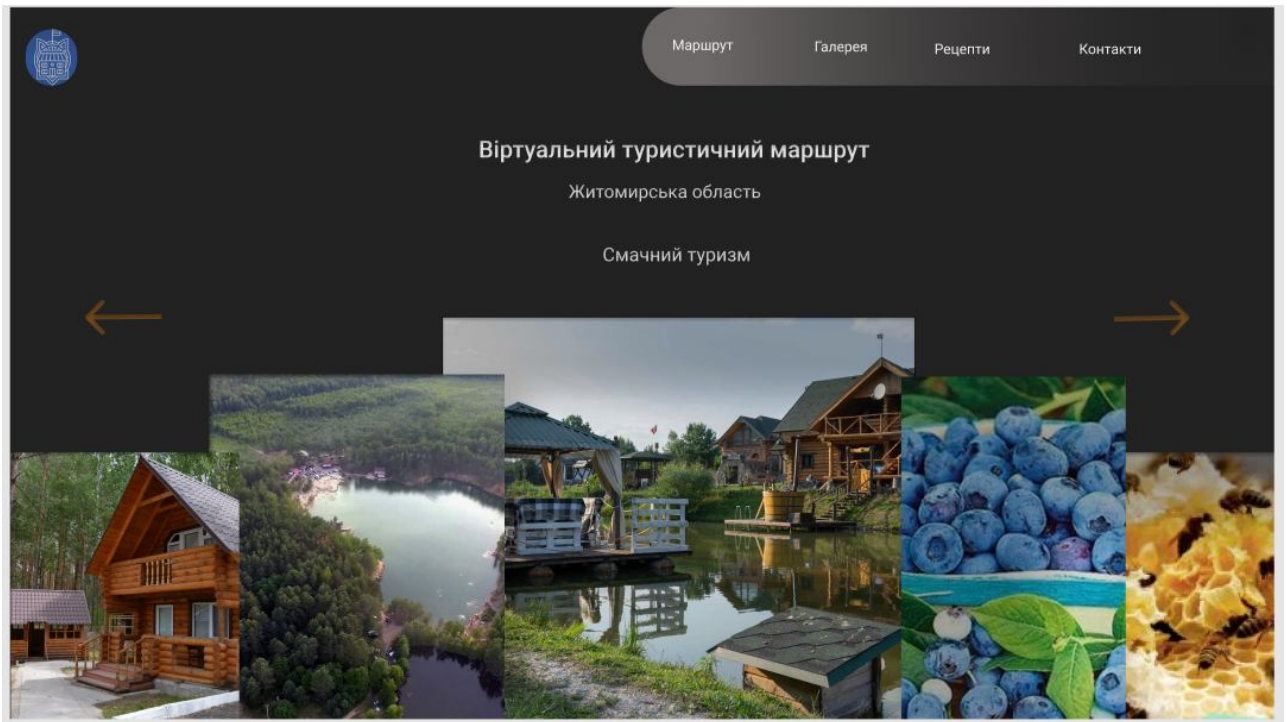 Маршрут Галерея Рецепти Контакти
Віртуальний туристичний маршрут
Житомирська область
Смачний туризм